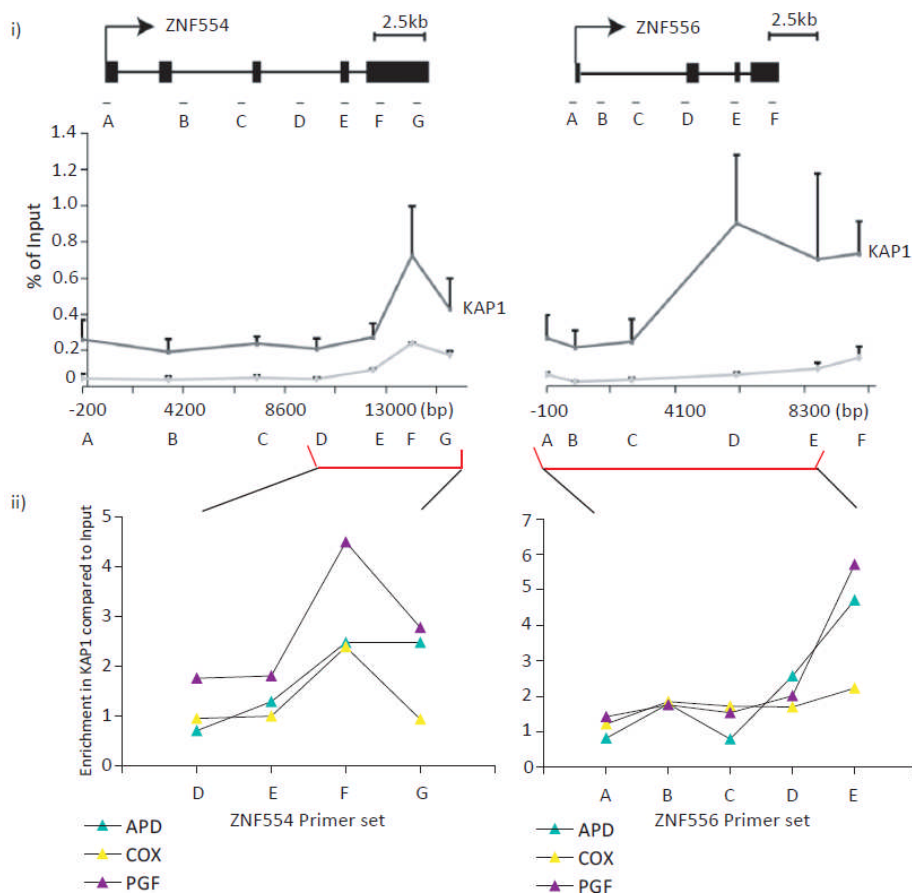 i)
ZNF554
2.5kb
ZNF556
2.5kb
A B C D E F G
A B C D E F
% of Input
1.4
1.2
1.0
0.8
0.6
0.4
0.2
0
KAP1
KAP1
-200 4200 8600 13000 (bp)
-100 4100 8300 (bp)
A B C D E F G
A B C D E F
ii)
Enrichment in KAP1 compared to Input
5
4
3
2
1
0
7
6
5
4
3
2
1
0
D E F G
A B C D E
ZNF554 Primer set
ZNF556 Primer set
APD
COX
PGF
APD
COX
PGF